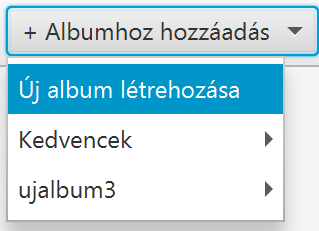 + Albumhoz hozzáadás
Új album létrehozása
Kedvencek
ujalbum3